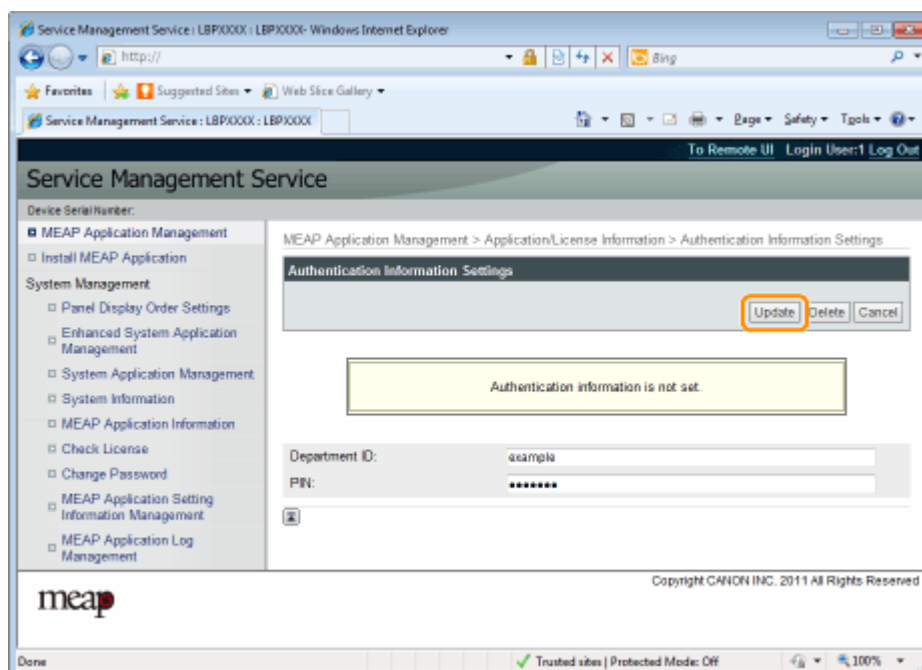 Service Management Service : LBPXXXX : LBPXXXX- Windows Internet Explorer
http://
Bing
Favorites Suggested Sites Web Slice Gallery
Service Management Service : LBPXXXX : LBPXXXX
Page Safety Tools
To Remote UI Login User:1 Log Out
Service Management Service
Device Serial Number:
MEAP Application Management
Install MEAP Application
System Management
Panel Display Order Settings
Enhanced System Application
Management
System Application Management
System Information
MEAP Application Information
Check License
Change Password
MEAP Application Setting
Information Management
MEAP Application Log
Management
MEAP Application Management > Application/License Information > Authentication Information Settings
Authentication Information Settings
Update Delete Cancel
Authentication information is not set.
Department ID: example
PIN: •••••••
Copyright CANON INC. 2011 All Rights Reserved
meap
Done Trusted sites | Protected Mode: Off 100%